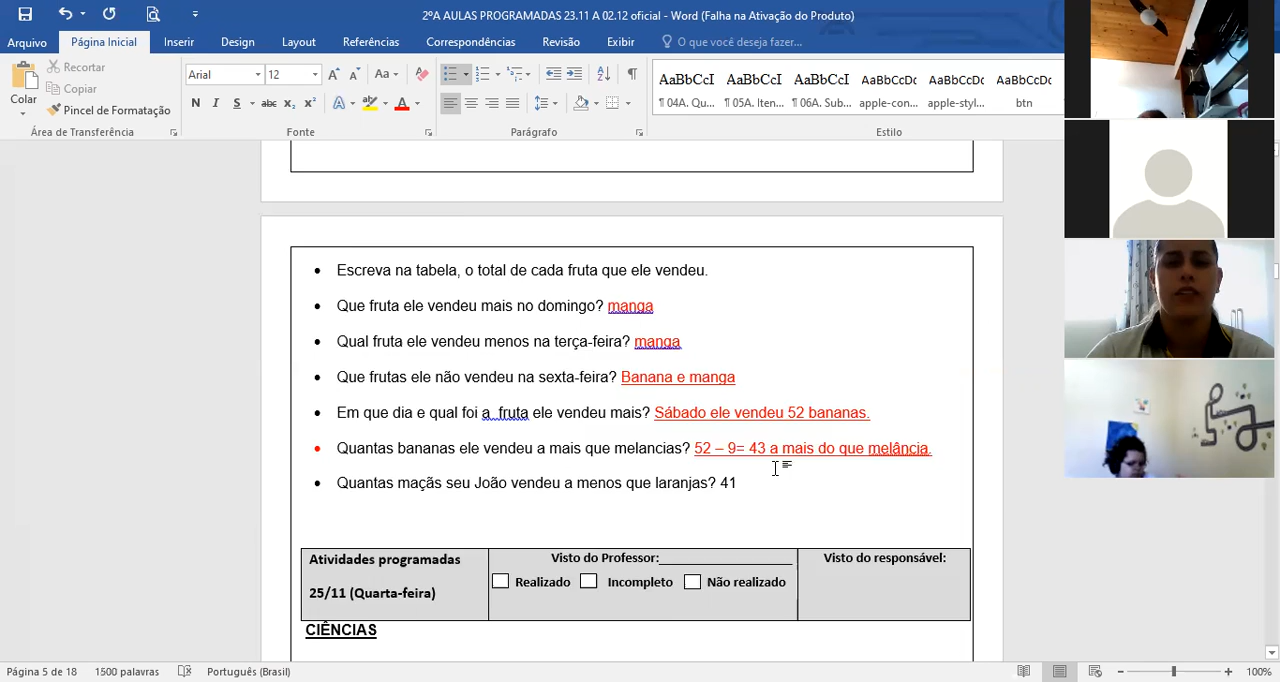 2ºA AULAS PROGRAMADAS 23.11 A 02.12 oficial - Word (Falha na Ativação do Produto)
Arquivo Página Inicial Inserir Design Layout Referências Correspondências Revisão Exibir O que você deseja fazer...
Colar
Recortar
Copiar
Pincel de Formatação
Área de Transferência
Arial 12
Fonte
Parágrafo
AaBbCcI AaBbCcI AaBbCcI AaBbCcDc AaBbCcDc AaBbCcDc
¶ 04A. Qu... ¶ 05A. Iten... ¶ 06A. Sub... apple-con... apple-styl... btn
Estilo
• Escreva na tabela, o total de cada fruta que ele vendeu.
• Que fruta ele vendeu mais no domingo? manga
• Qual fruta ele vendeu menos na terça-feira? manga
• Que frutas ele não vendeu na sexta-feira? Banana e manga
• Em que dia e qual foi a fruta ele vendeu mais? Sábado ele vendeu 52 bananas.
• Quantas bananas ele vendeu a mais que melancias? 52 – 9= 43 a mais do que melância.
• Quantas maçãs seu João vendeu a menos que laranjas? 41
Atividades programadas
25/11 (Quarta-feira)
Visto do Professor:____________________
Realizado Incompleto Não realizado
Visto do responsável:
CIÊNCIAS
Página 5 de 18 1500 palavras Português (Brasil) 100%